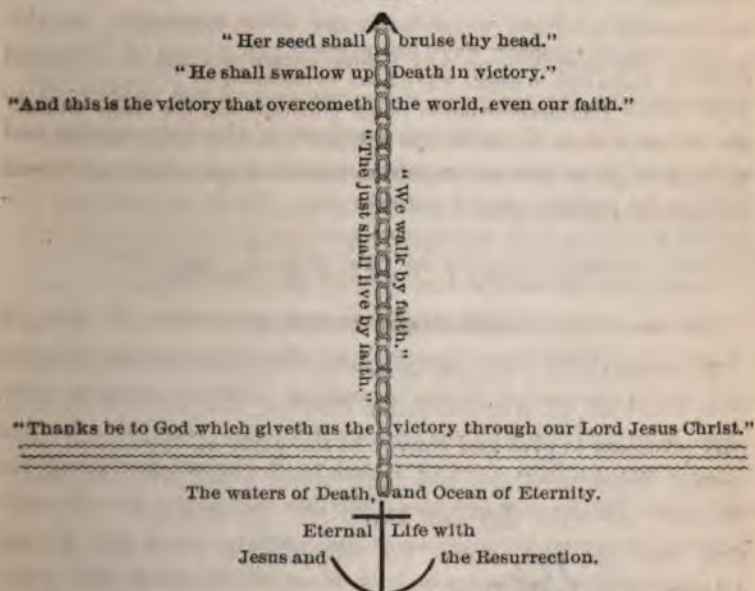 "Her seed shall bruise thy head."
"He shall swallow up Death in victory."
"And this is the victory that overcometh the world, even our faith."
"The just shall live by faith."
"We walk by faith."
"Thanks be to God which giveth us the victory through our Lord Jesus Christ."
The waters of Death, and Ocean of Eternity.
Eternal Life with
Jesus and the Resurrection.